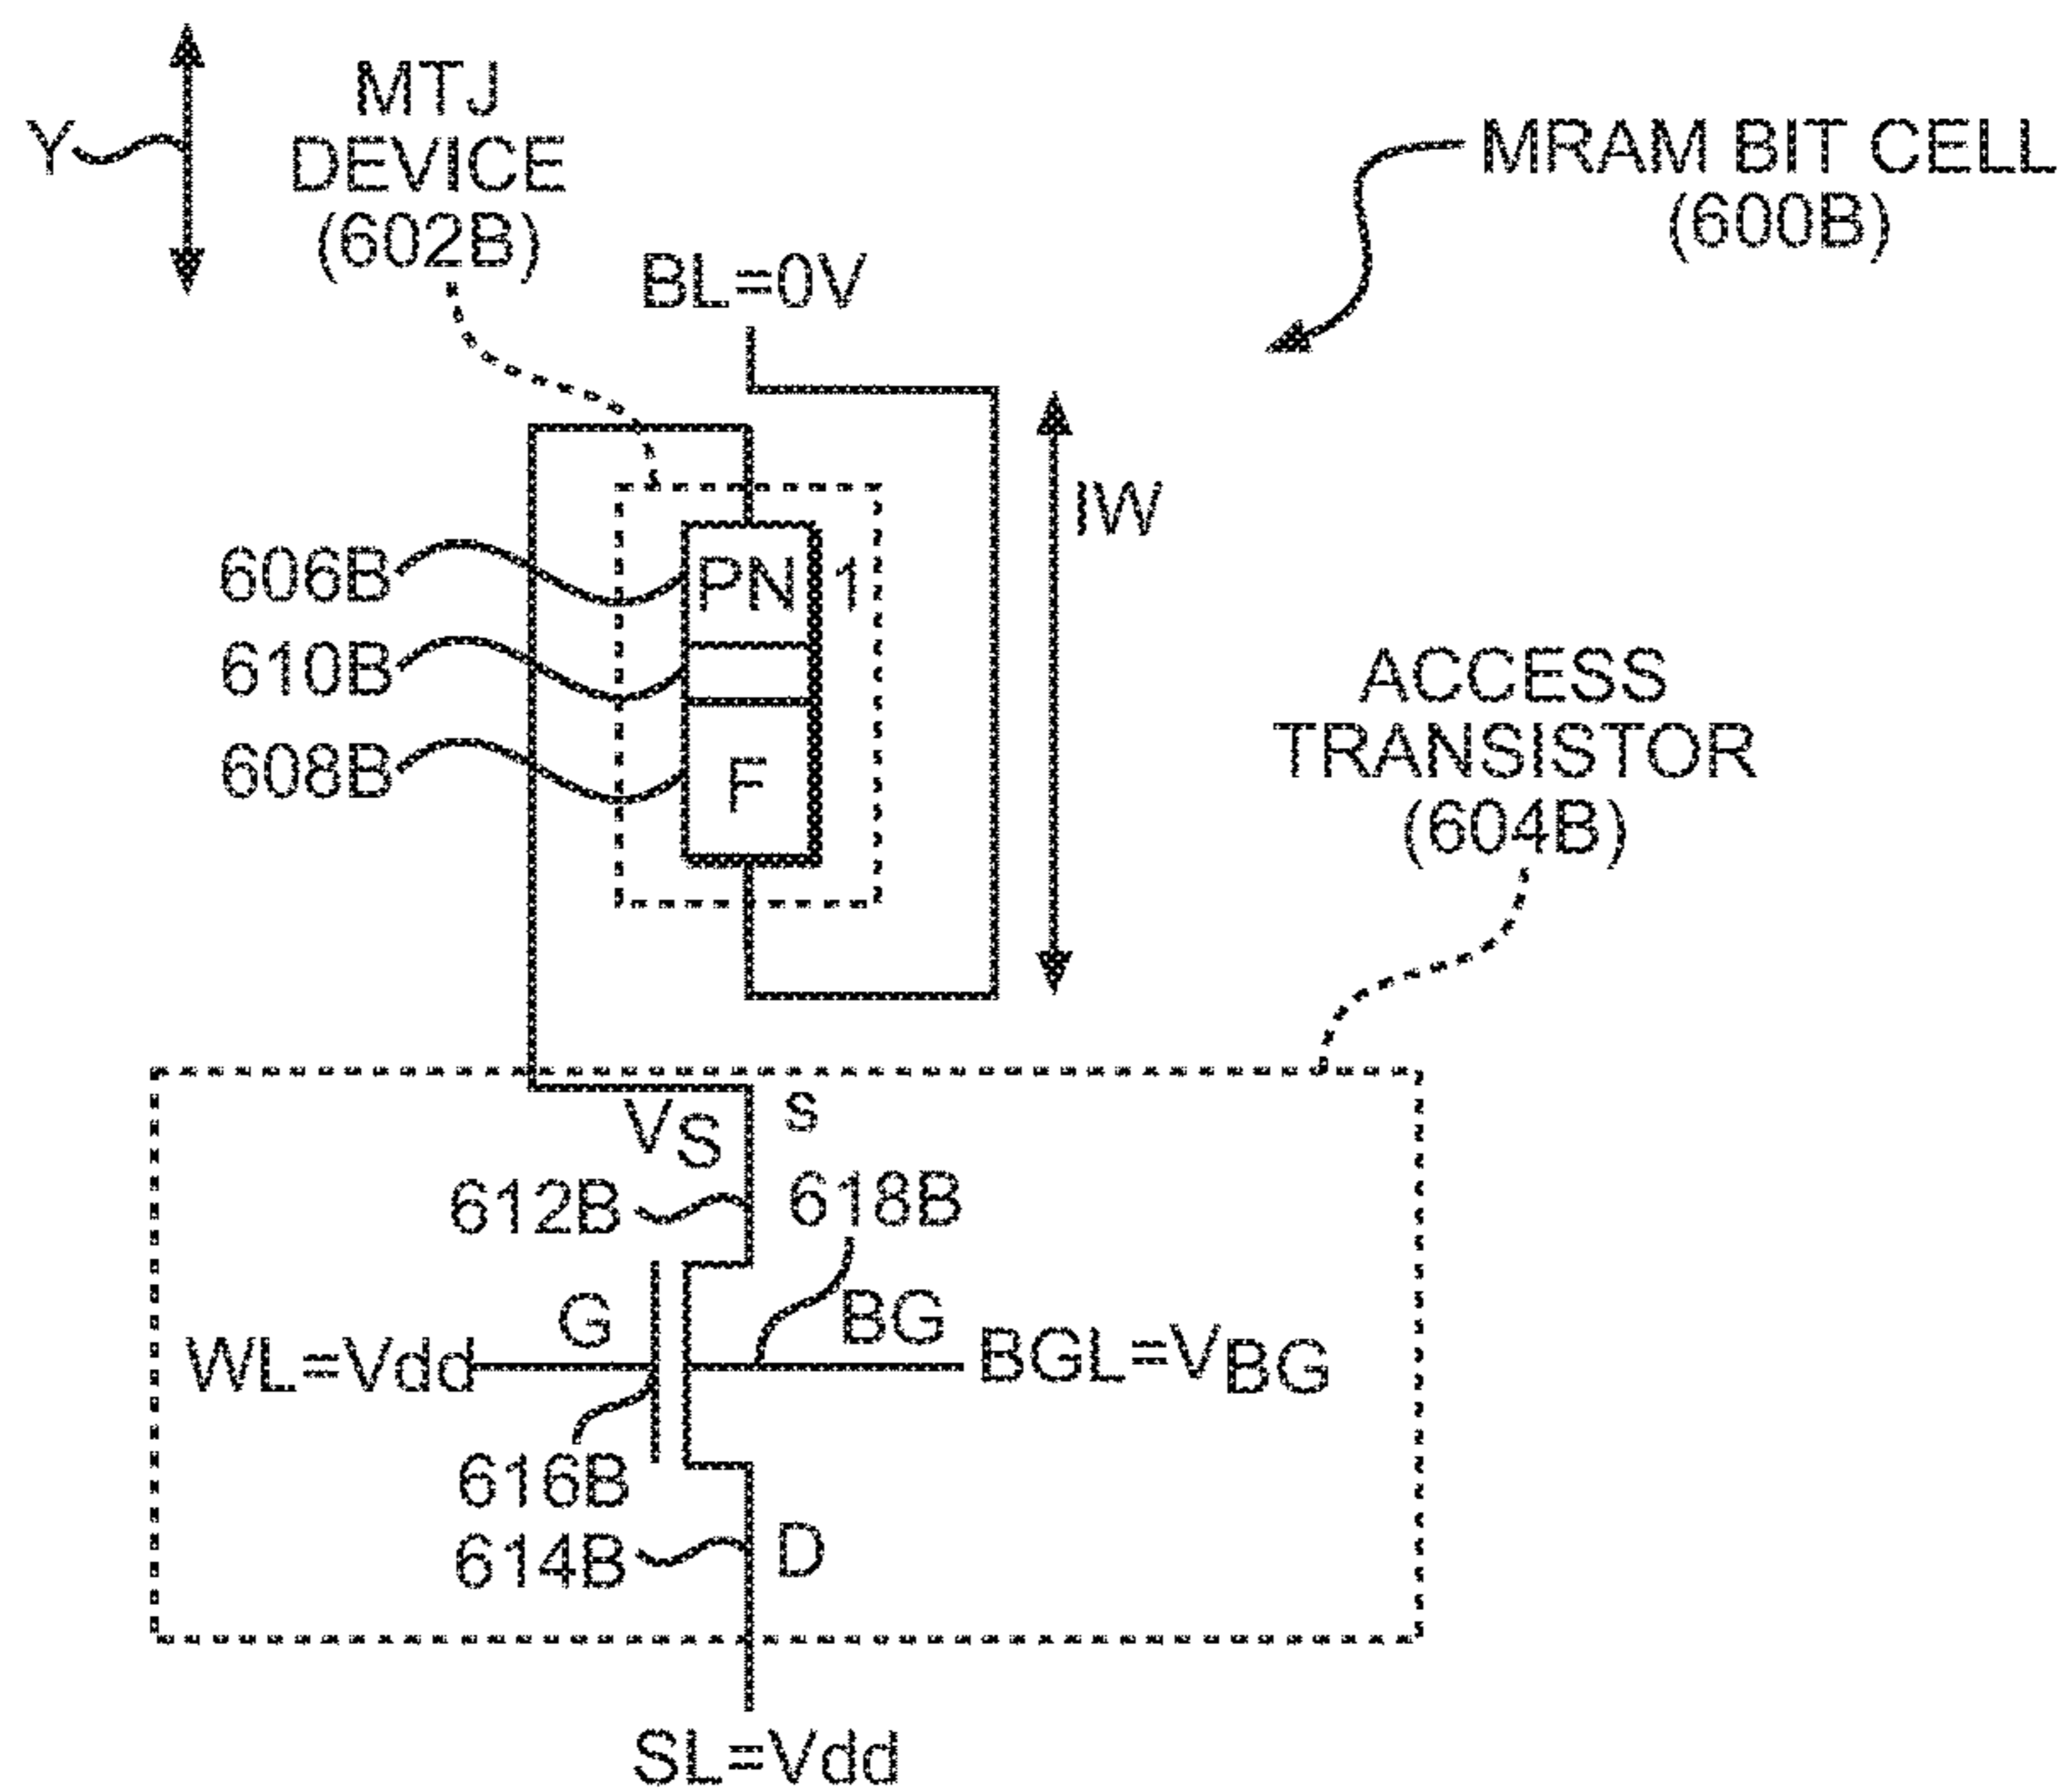 Y
MTJ
DEVICE
(602B)
MRAM BIT CELL
(600B)
BL=0V
IW
606B
PN 1
610B
608B
F
ACCESS
TRANSISTOR
(604B)
VS
s
612B
618B
G
BG
WL=Vdd
BGL=VBG
616B
614B
D
SL=Vdd